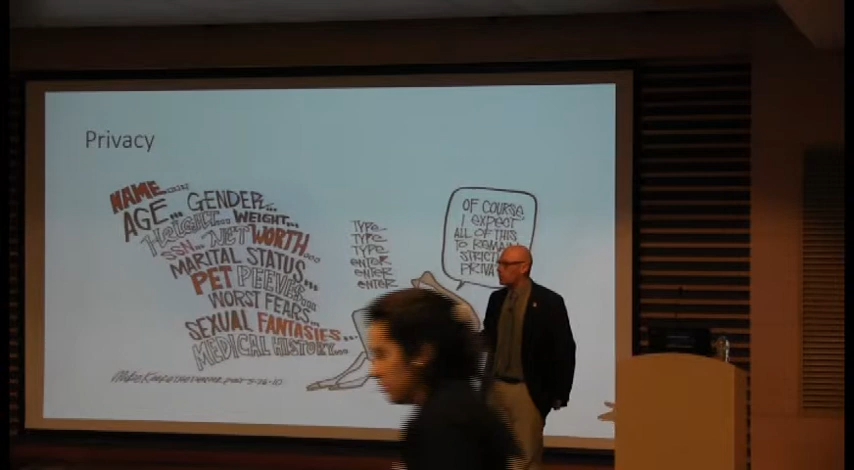 Privacy
NAME...
AGE... GENDER...
HEIGHT... WEIGHT...
SSN... NET WORTH...
MARITAL STATUS...
PET PEEVES...
WORST FEARS...
SEXUAL FANTASIES...
MEDICAL HISTORY...
TYPE
TYPE
TYPE
ENTER
ENTER
ENTER
OF COURSE
I EXPECT
ALL OF THIS
TO REMAIN